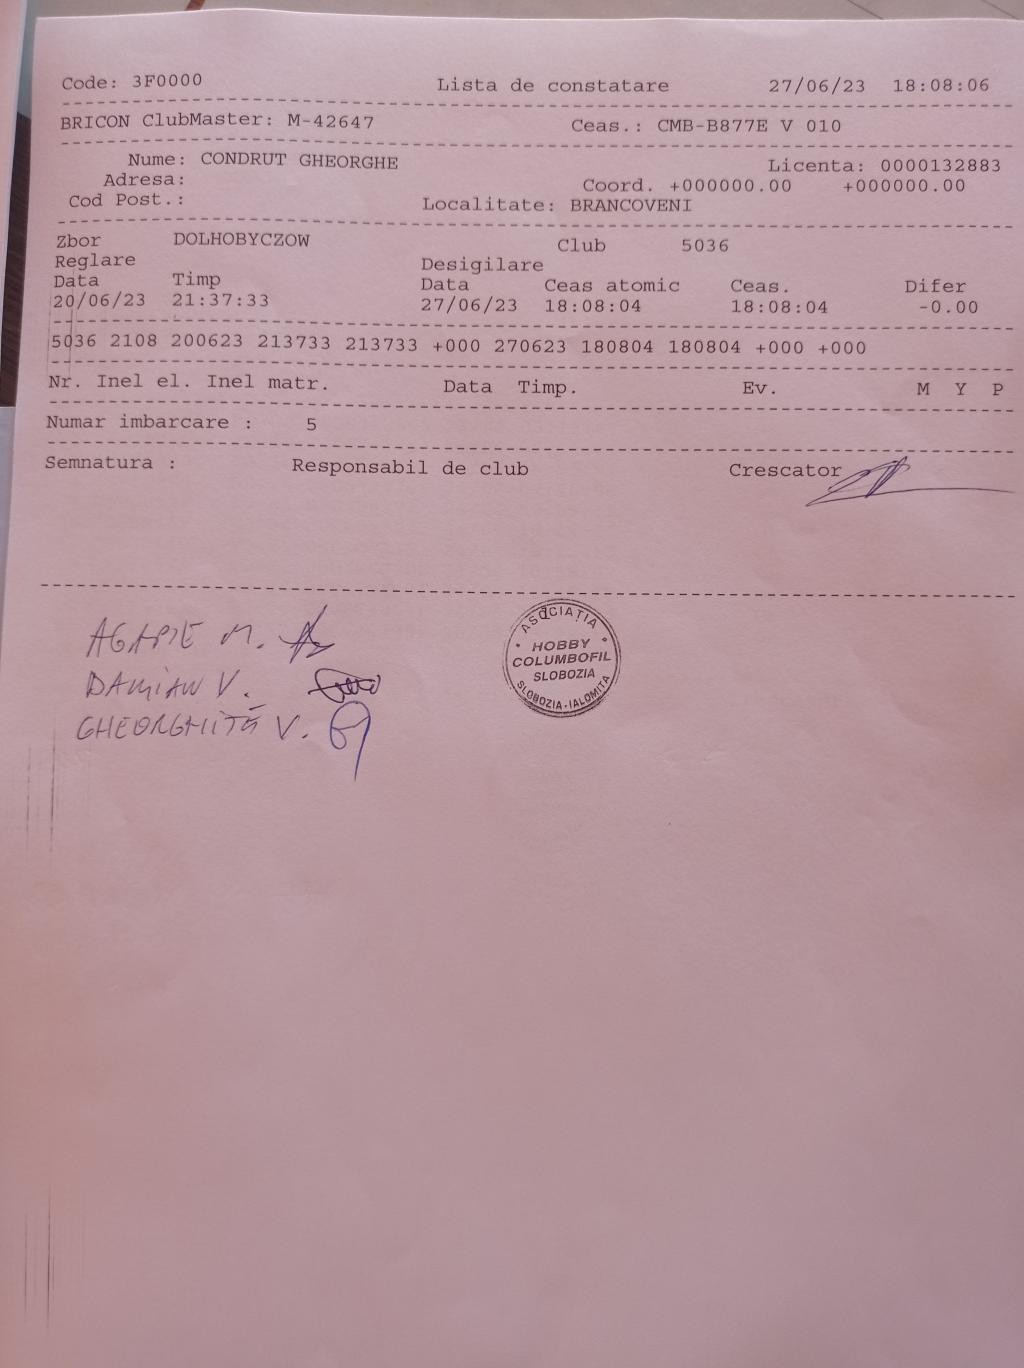 Code: 3F0000 Lista de constatare 27/06/23 18:08:06
BRICON ClubMaster: M-42647 Ceas.: CMB-B877E V 010
Nume: CONDRUT GHEORGHE Licenta: 0000132883
Adresa: Coord. +000000.00 +000000.00
Cod Post.: Localitate: BRANCOVENI
Zbor DOLHOBYCZOW Club 5036
Reglare Desigilare
Data Timp Data Ceas atomic Ceas. Difer
20/06/23 21:37:33 27/06/23 18:08:04 18:08:04 -0.00
5036 2108 200623 213733 213733 +000 270623 180804 180804 +000 +000
Nr. Inel el. Inel matr. Data Timp. Ev. M Y P
Numar imbarcare : 5
Semnatura : Responsabil de club Crescator
AGAPIE M.
DAMIAN V.
GHEORGHITĂ V.
ASOCIAȚIA
HOBBY
COLUMBOFIL
SLOBOZIA
SLOBOZIA-IALOMIȚA